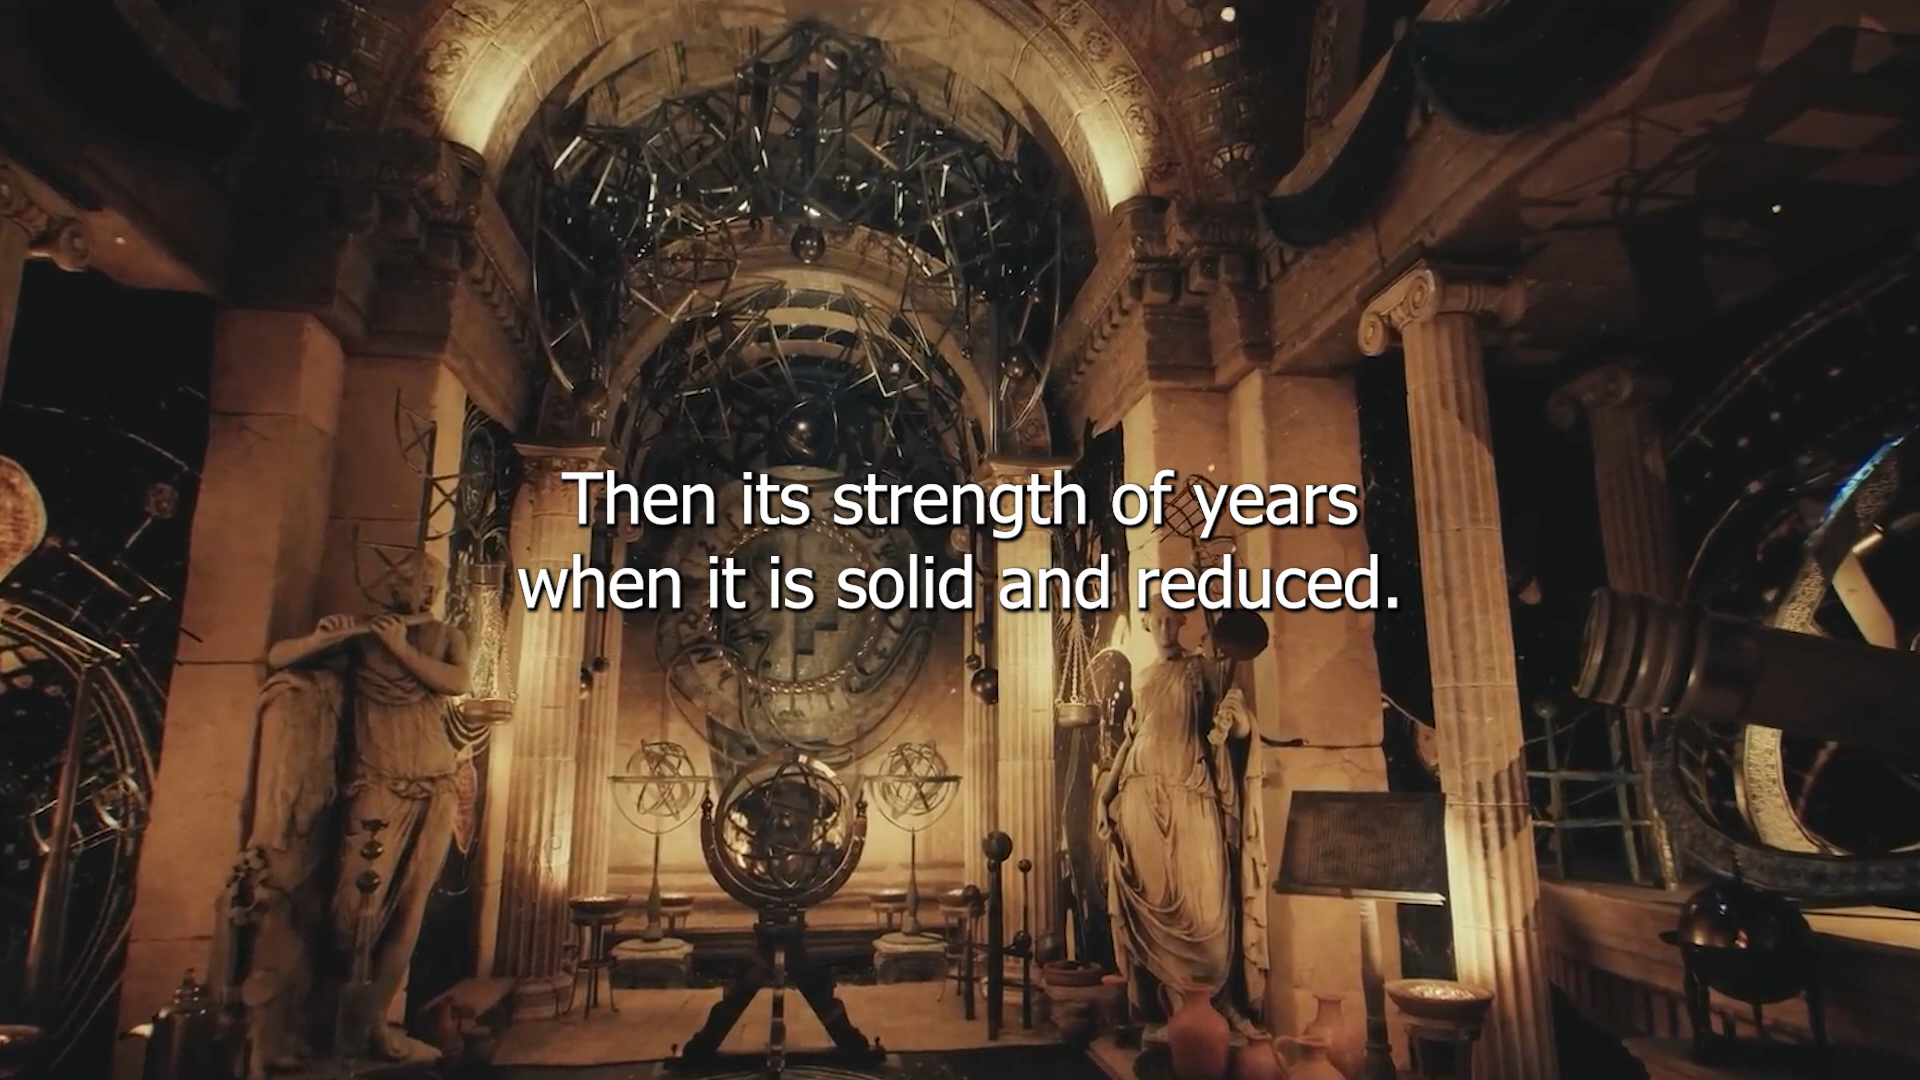 Then its strength of years
when it is solid and reduced.